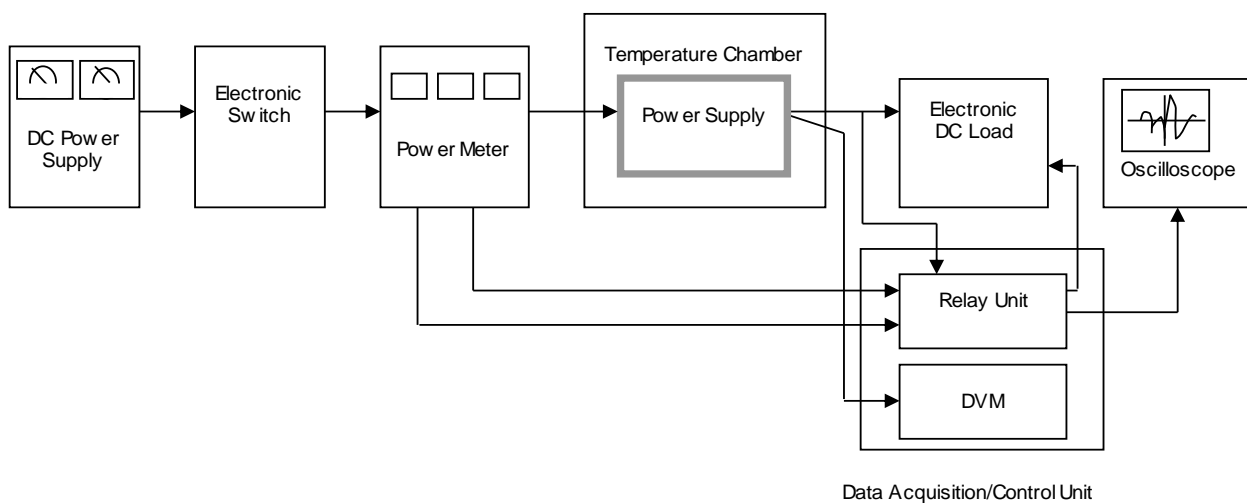 DC Power
Supply
Electronic
Switch
Power Meter
Temperature Chamber
Power Supply
Electronic
DC Load
Oscilloscope
Relay Unit
DVM
Data Acquisition/Control Unit